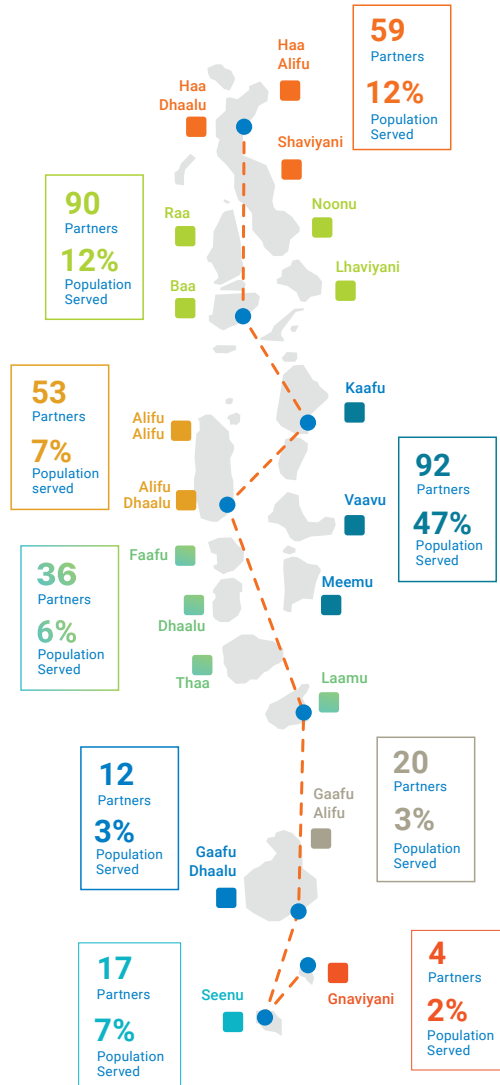 59
Partners
12%
Population
Served
Haa
Alifu
Haa
Dhaalu
Shaviyani
90
Partners
12%
Population
Served
Raa
Noonu
Baa
Lhaviyani
53
Partners
7%
Population
served
Alifu
Alifu
Kaafu
Alifu
Dhaalu
92
Partners
47%
Population
Served
Vaavu
36
Partners
6%
Population
Served
Faafu
Dhaalu
Meemu
Thaa
Laamu
12
Partners
3%
Population
Served
Gaafu
Dhaalu
Gaafu
Alifu
20
Partners
3%
Population
Served
17
Partners
7%
Population
Served
Seenu
Gnaviyani
4
Partners
2%
Population
Served